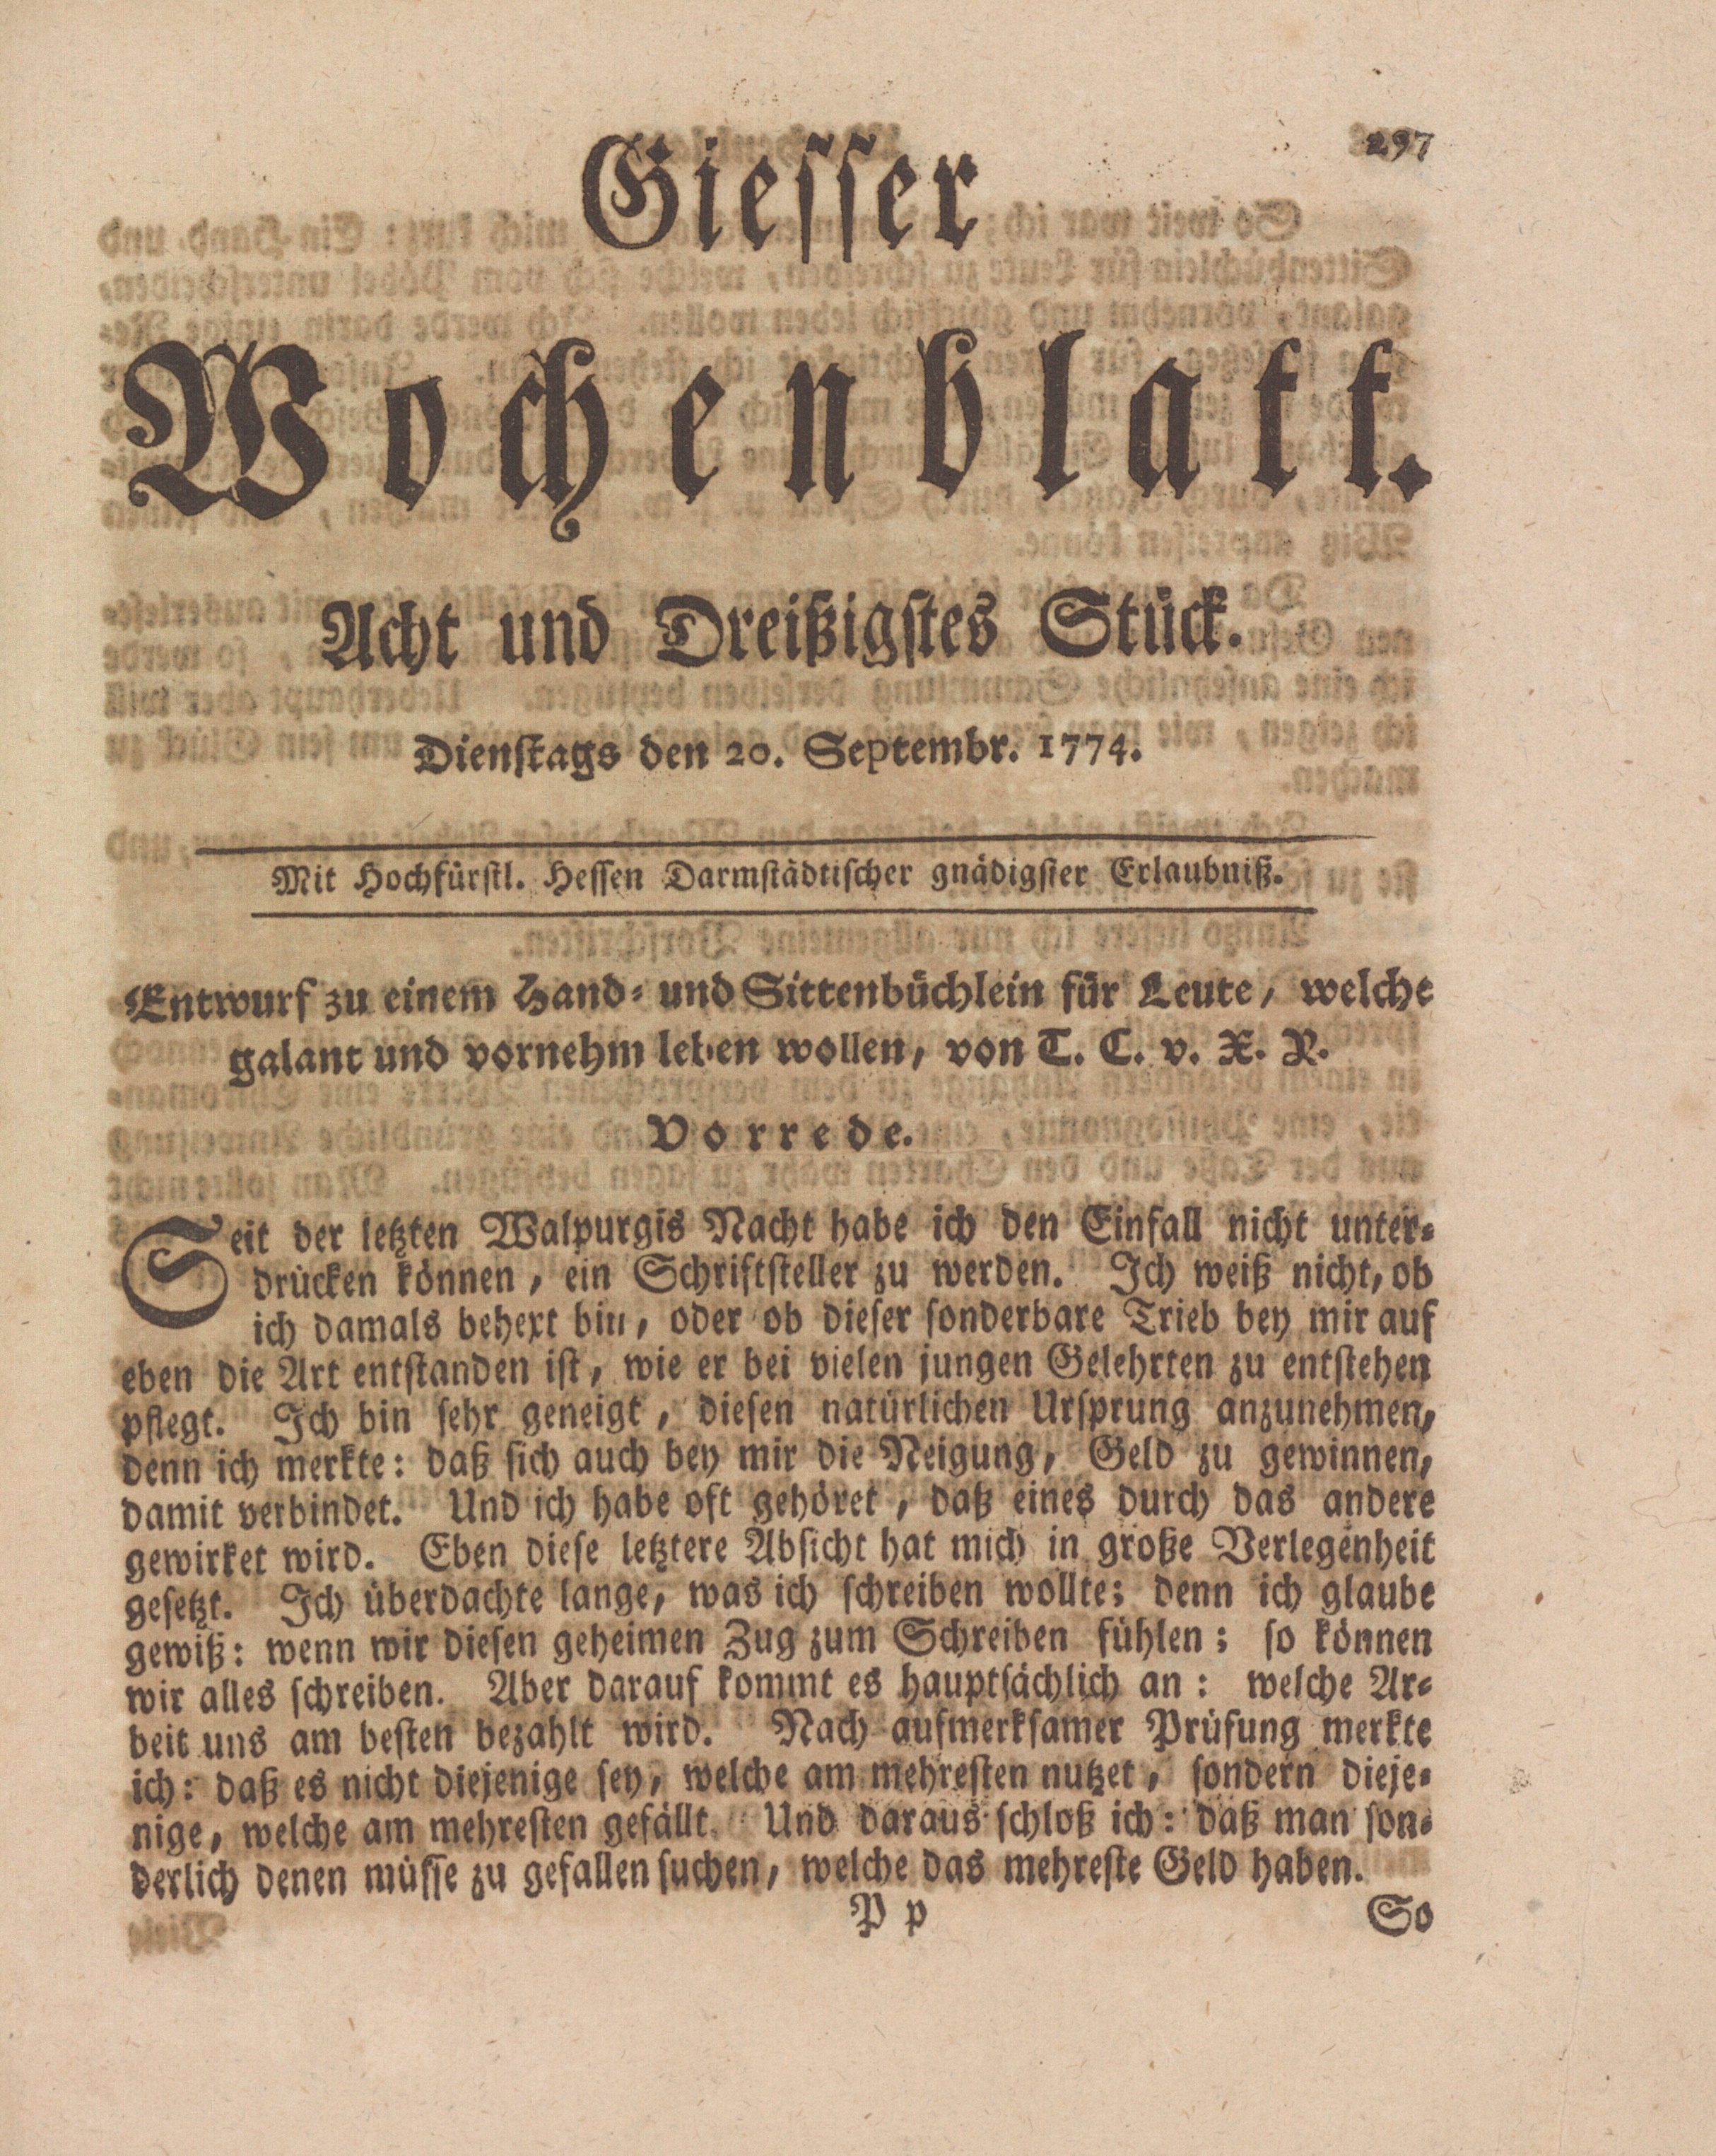 297
Giesser
Wochenblatt.
Acht und Dreißigstes Stück.
Dienstags den 20. Septembr. 1774.
Mit Hochfürstl. Hessen Darmstädtischer gnädigster Erlaubniß.
Entwurf zu einem Hand- und Sittenbüchlein für Leute, welche
galant und vornehm leben wollen, von T. C. v. X. P.
Vorrede.
Seit der letzten Walpurgis Nacht habe ich den Einfall nicht unter-
drücken können, ein Schriftsteller zu werden. Ich weiß nicht, ob
ich damals behext bin, oder ob dieser sonderbare Trieb bey mir auf
eben die Art entstanden ist, wie er bei vielen jungen Gelehrten zu entstehen
pflegt. Ich bin sehr geneigt, diesen natürlichen Ursprung anzunehmen,
denn ich merkte: daß sich auch bey mir die Neigung, Geld zu gewinnen,
damit verbindet. Und ich habe oft gehöret, daß eines durch das andere
gewirket wird. Eben diese letztere Absicht hat mich in große Verlegenheit
gesetzt. Ich überdachte lange, was ich schreiben wollte; denn ich glaube
gewiß: wenn wir diesen geheimen Zug zum Schreiben fühlen; so können
wir alles schreiben. Aber darauf kommt es hauptsächlich an: welche Ar-
beit uns am besten bezahlt wird. Nach aufmerksamer Prüfung merkte
ich: daß es nicht diejenige sey, welche am mehresten nutzet, sondern dieje-
nige, welche am mehresten gefällt. Und daraus schloß ich: daß man son-
derlich denen müsse zu gefallen suchen, welche das mehreste Geld haben.
P p So